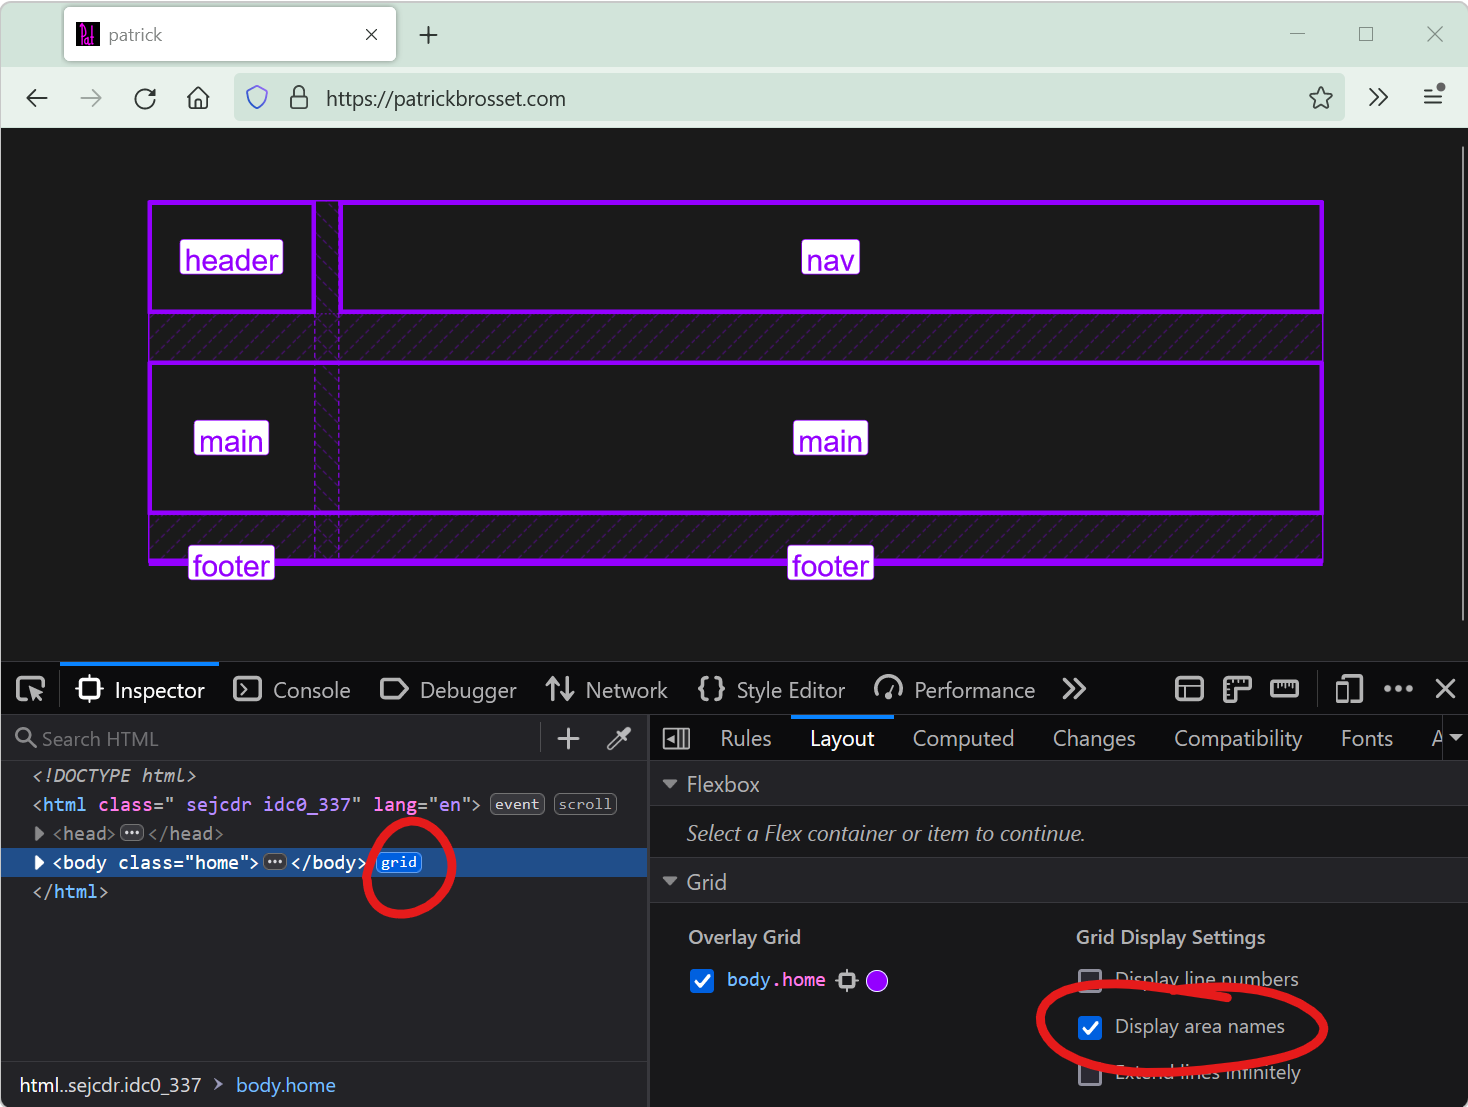 patrick
https://patrickbrosset.com
header
nav
main
main
footer
footer
Inspector
Console
Debugger
Network
Style Editor
Performance
Search HTML
Rules
Layout
Computed
Changes
Compatibility
Fonts
A
<!DOCTYPE html>
<html class=" sejcdr idc0_337" lang="en"> event scroll
<head>···</head>
<body class="home">···</body> grid
</html>
Flexbox
Select a Flex container or item to continue.
Grid
Overlay Grid
body.home
Grid Display Settings
Display line numbers
Display area names
Extend lines infinitely
html..sejcdr.idc0_337 > body.home